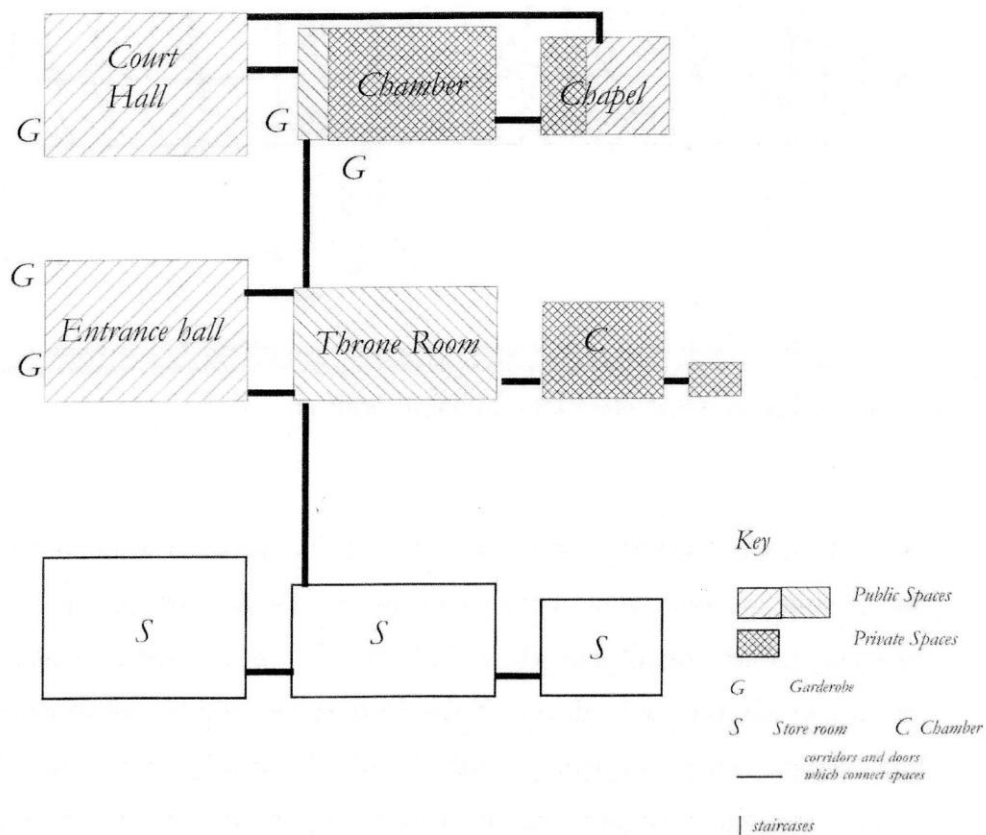 Court
Hall
Chamber
Chapel
G
G
G
G
Entrance hall
Throne Room
C
G
S
S
S
Key
Public Spaces
Private Spaces
G Garderobe
S Store room C Chamber
corridors and doors
which connect spaces
staircases